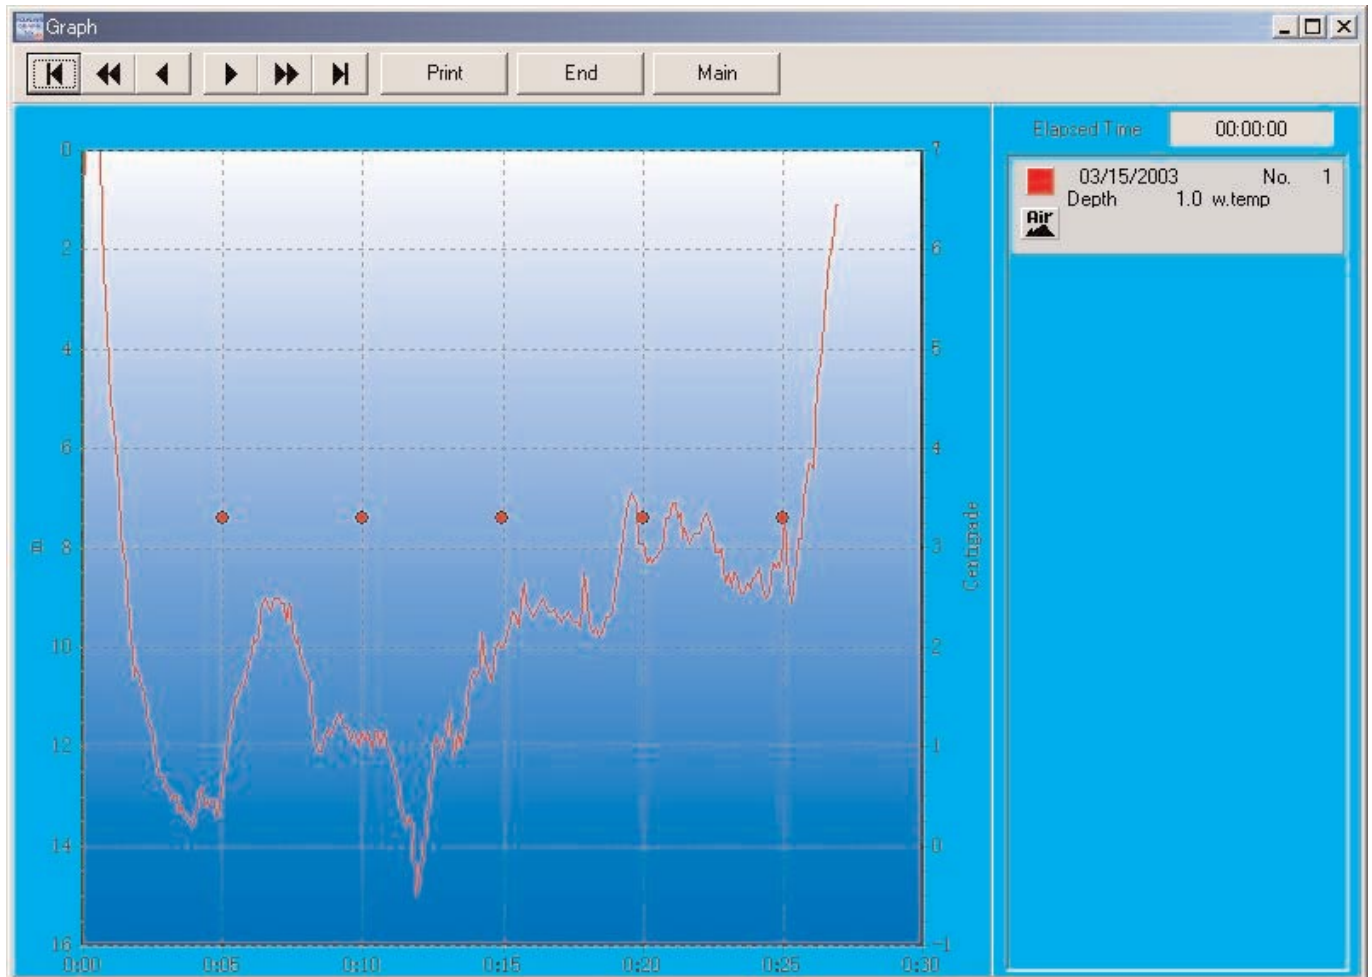 Graph
Print End Main
Elapsed Time 00:00:00
03/15/2003 No. 1
Depth 1.0 w.temp
Air
0 7
2 6
4 5
6 4
m 8 3 Centigrade
10 2
12 1
14 0
16 -1
0:00 0:05 0:10 0:15 0:20 0:25 0:30